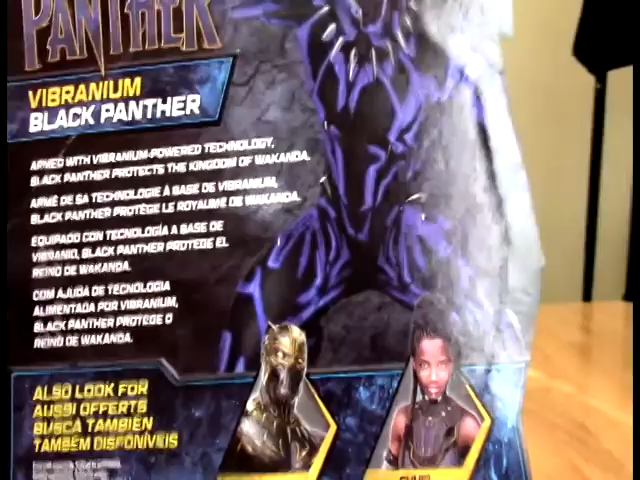 PANTHER
VIBRANIUM
BLACK PANTHER
ARMED WITH VIBRANIUM-POWERED TECHNOLOGY,
BLACK PANTHER PROTECTS THE KINGDOM OF WAKANDA.
ARMÉ DE SA TECHNOLOGIE À BASE DE VIBRANIUM,
BLACK PANTHER PROTÈGE LE ROYAUME DE WAKANDA.
EQUIPADO CON TECNOLOGÍA A BASE DE
VIBRANIO, BLACK PANTHER PROTEGE EL
REINO DE WAKANDA.
COM AJUDA DE TECNOLOGIA
ALIMENTADA POR VIBRANIUM,
BLACK PANTHER PROTEGE O
REINO DE WAKANDA.
ALSO LOOK FOR
AUSSI OFFERTS
BUSCA TAMBIÉN
TAMBÉM DISPONÍVEIS